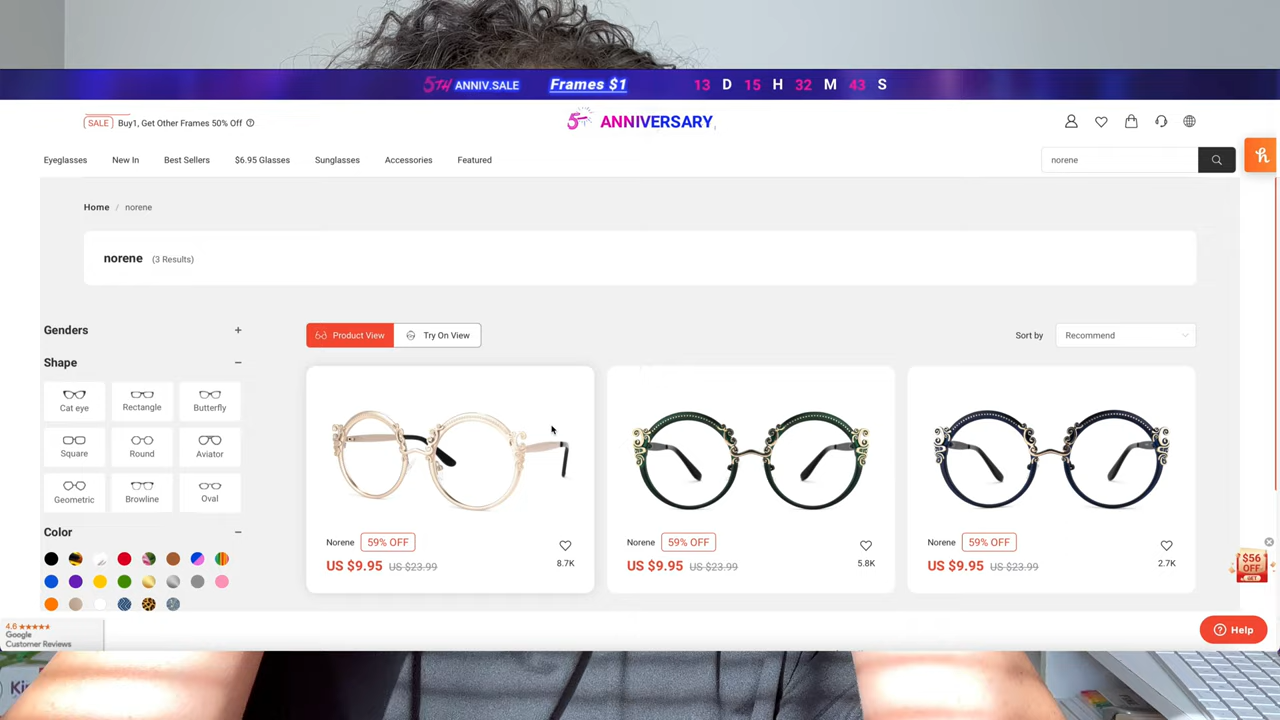 5TH ANNIV.SALE Frames $1 13 D 15 H 32 M 43 S
SALE Buy1, Get Other Frames 50% Off
5TH ANNIVERSARY
Eyeglasses New In Best Sellers $6.95 Glasses Sunglasses Accessories Featured norene
Home / norene
norene (3 Results)
Genders +
Product View Try On View Sort by Recommend
Shape
Cat eye Rectangle Butterfly
Square Round Aviator
Geometric Browline Oval
Color
Norene 59% OFF
8.7K
US $9.95 US $23.99
Norene 59% OFF
5.8K
US $9.95 US $23.99
Norene 59% OFF
2.7K
US $9.95 US $23.99
$56
OFF
GET
4.6
Google
Customer Reviews
Help